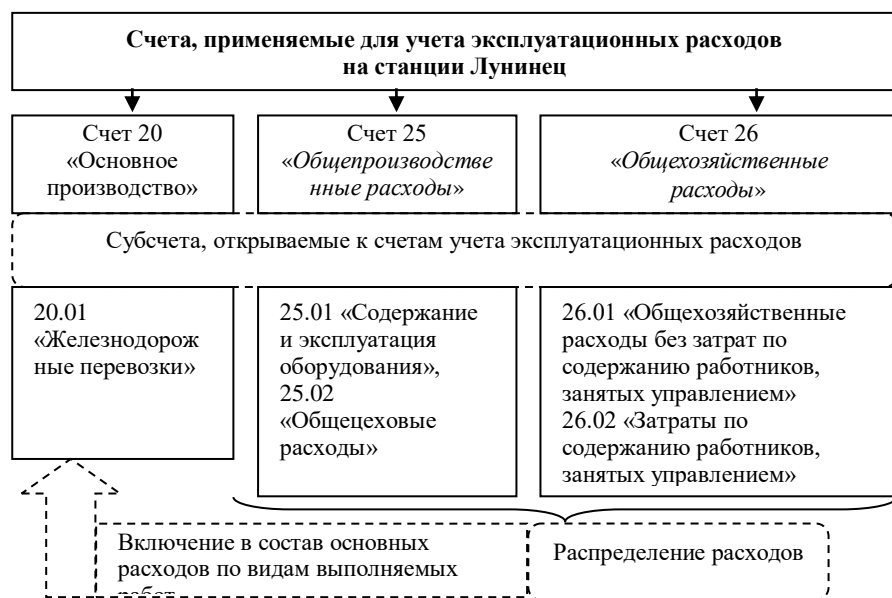 Счета, применяемые для учета эксплуатационных расходов
на станции Лунинец
Счет 20
«Основное
производство»
Счет 25
«Общепроизводстве
нные расходы»
Счет 26
«Общехозяйственные
расходы»
Субсчета, открываемые к счетам учета эксплуатационных расходов
20.01
«Железнодорож
ные перевозки»
25.01 «Содержание
и эксплуатация
оборудования»,
25.02
«Общецеховые
расходы»
26.01 «Общехозяйственные
расходы без затрат по
содержанию работников,
занятых управлением»
26.02 «Затраты по
содержанию работников,
занятых управлением»
Включение в состав основных
расходов по видам выполняемых
Распределение расходов